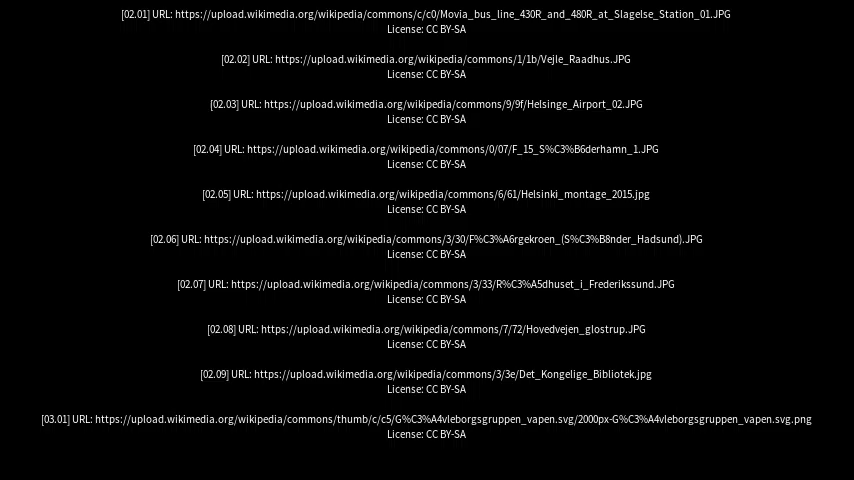 [02.01] URL: https://upload.wikimedia.org/wikipedia/commons/c/c0/Movia_bus_line_430R_and_480R_at_Slagelse_Station_01.JPG
License: CC BY-SA
[02.02] URL: https://upload.wikimedia.org/wikipedia/commons/1/1b/Vejle_Raadhus.JPG
License: CC BY-SA
[02.03] URL: https://upload.wikimedia.org/wikipedia/commons/9/9f/Helsinge_Airport_02.JPG
License: CC BY-SA
[02.04] URL: https://upload.wikimedia.org/wikipedia/commons/0/07/F_15_S%C3%B6derhamn_1.JPG
License: CC BY-SA
[02.05] URL: https://upload.wikimedia.org/wikipedia/commons/6/61/Helsinki_montage_2015.jpg
License: CC BY-SA
[02.06] URL: https://upload.wikimedia.org/wikipedia/commons/3/30/F%C3%A6rgekroen_(S%C3%B8nder_Hadsund).JPG
License: CC BY-SA
[02.07] URL: https://upload.wikimedia.org/wikipedia/commons/3/33/R%C3%A5dhuset_i_Frederikssund.JPG
License: CC BY-SA
[02.08] URL: https://upload.wikimedia.org/wikipedia/commons/7/72/Hovedvejen_glostrup.JPG
License: CC BY-SA
[02.09] URL: https://upload.wikimedia.org/wikipedia/commons/3/3e/Det_Kongelige_Bibliotek.jpg
License: CC BY-SA
[03.01] URL: https://upload.wikimedia.org/wikipedia/commons/thumb/c/c5/G%C3%A4vleborgsgruppen_vapen.svg/2000px-G%C3%A4vleborgsgruppen_vapen.svg.png
License: CC BY-SA